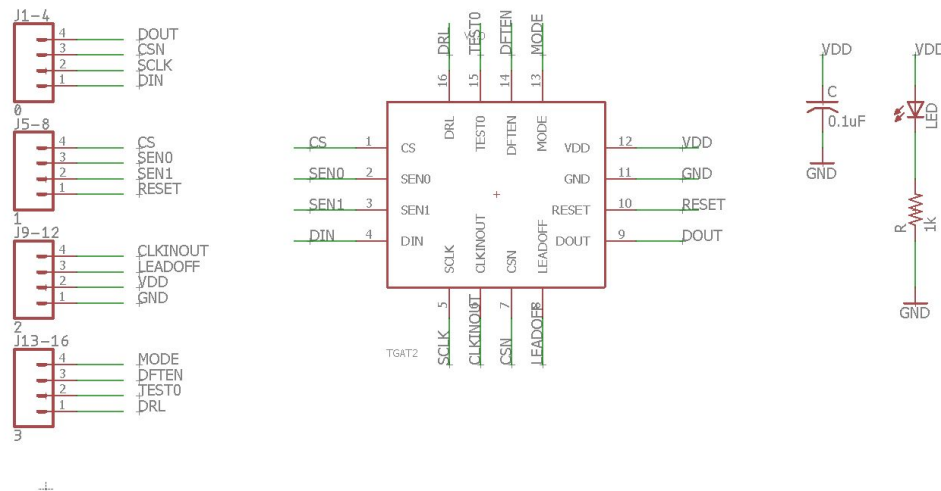 J1-4
4 DOUT
3 CSN
2 SCLK
1 DIN
0
J5-8
4 CS
3 SEN0
2 SEN1
1 RESET
1
J9-12
4 CLKINOUT
3 LEADOFF
2 VDD
1 GND
2
J13-16
4 MODE
3 DFTEN
2 TEST0
1 DRL
3
DRL TEST0 DFTEN MODE
16 15 14 13
DRL TEST0 DFTEN MODE
CS 1 CS
SEN0 2 SEN0
SEN1 3 SEN1
DIN 4 DIN
VDD 12 VDD
GND 11 GND
RESET 10 RESET
DOUT 9 DOUT
SCLK CLKINOUT CSN LEADOFF
5 6 7 8
SCLK CLKINOUT CSN LEADOFF
TGAT2
VDD
C
0.1uF
GND
VDD
LED
R 1k
GND